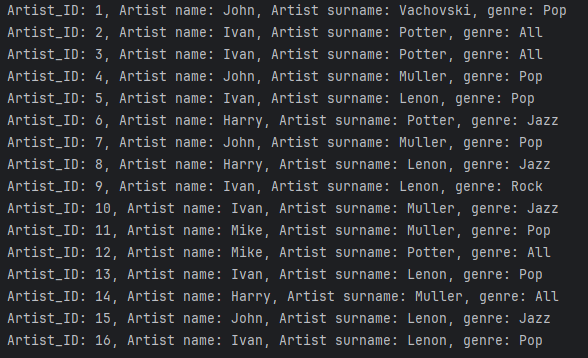 Artist_ID: 1, Artist name: John, Artist surname: Vachovski, genre: Pop
Artist_ID: 2, Artist name: Ivan, Artist surname: Potter, genre: All
Artist_ID: 3, Artist name: Ivan, Artist surname: Potter, genre: All
Artist_ID: 4, Artist name: John, Artist surname: Muller, genre: Pop
Artist_ID: 5, Artist name: Ivan, Artist surname: Lenon, genre: Pop
Artist_ID: 6, Artist name: Harry, Artist surname: Potter, genre: Jazz
Artist_ID: 7, Artist name: John, Artist surname: Muller, genre: Pop
Artist_ID: 8, Artist name: Harry, Artist surname: Lenon, genre: Jazz
Artist_ID: 9, Artist name: Ivan, Artist surname: Lenon, genre: Rock
Artist_ID: 10, Artist name: Ivan, Artist surname: Muller, genre: Jazz
Artist_ID: 11, Artist name: Mike, Artist surname: Muller, genre: Pop
Artist_ID: 12, Artist name: Mike, Artist surname: Potter, genre: All
Artist_ID: 13, Artist name: Ivan, Artist surname: Lenon, genre: Pop
Artist_ID: 14, Artist name: Harry, Artist surname: Muller, genre: All
Artist_ID: 15, Artist name: John, Artist surname: Lenon, genre: Jazz
Artist_ID: 16, Artist name: Ivan, Artist surname: Lenon, genre: Pop